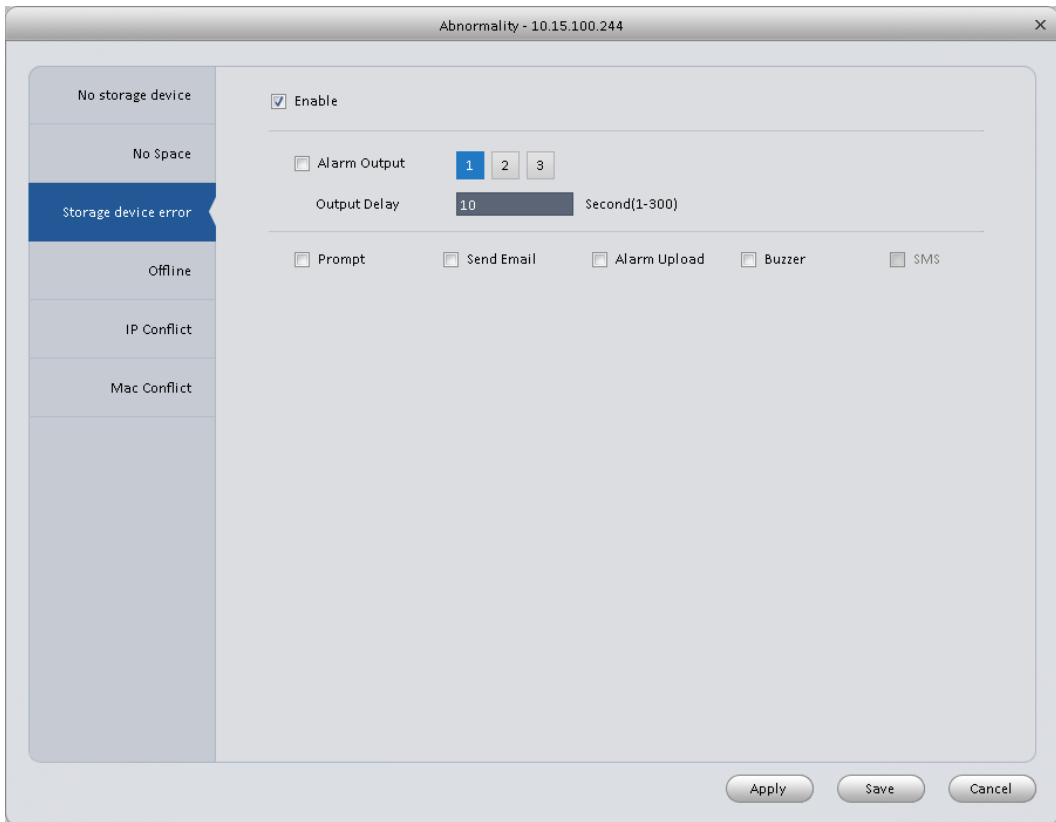 Abnormality - 10.15.100.244
No storage device
Enable
No Space
Alarm Output 1 2 3
Storage device error
Output Delay 10 Second(1-300)
Offline
Prompt Send Email Alarm Upload Buzzer SMS
IP Conflict
Mac Conflict
Apply Save Cancel